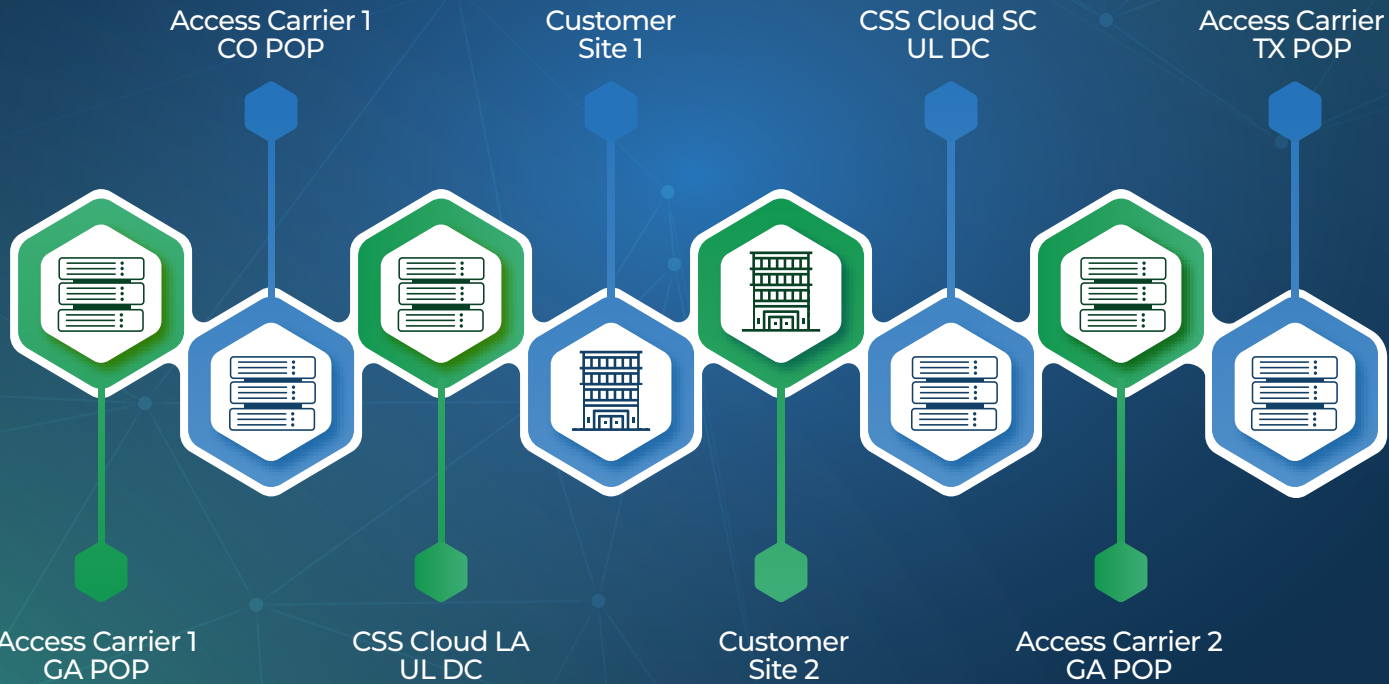 Access Carrier 1
CO POP
Customer
Site 1
CSS Cloud SC
UL DC
Access Carrier
TX POP
Access Carrier 1
GA POP
CSS Cloud LA
UL DC
Customer
Site 2
Access Carrier 2
GA POP